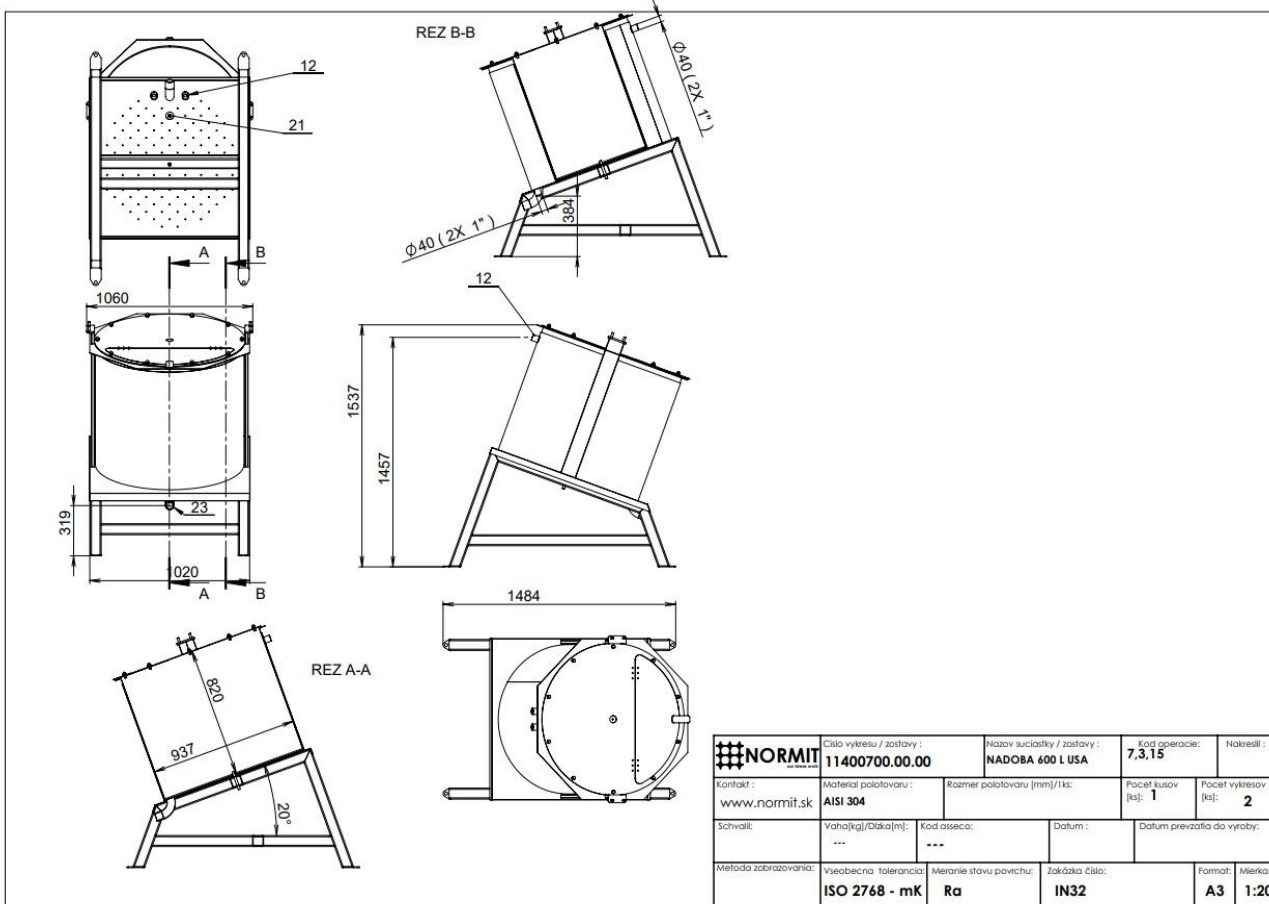 REZ B-B
12
21
Ø40 ( 2X 1" )
384
Ø40 ( 2X 1" )
A
B
1060
12
1537
1457
319
23
1020
A
B
1484
REZ A-A
820
937
20°
NORMIT
Cislo vykresu / zostavy :
11400700.00.00
Nazov suciastky / zostavy :
NADOBA 600 L USA
Kod operacie:
7,3,15
Nakreslil :
Kontakt :
www.normit.sk
Material polotovaru :
AISI 304
Rozmer polotovaru [mm]/1ks:
Pocet kusov
[ks]: 1
Pocet vykresov
[ks]: 2
Schvalil:
Vaha[kg]/Dlzka[m]:
---
Kod asseco:
---
Datum :
Datum prevzatia do vyroby:
Metoda zobrazovania:
Vseobecna tolerancia:
ISO 2768 - mK
Meranie stavu povrchu:
Ra
Zakázka číslo:
IN32
Format:
A3
Mierka
1:20